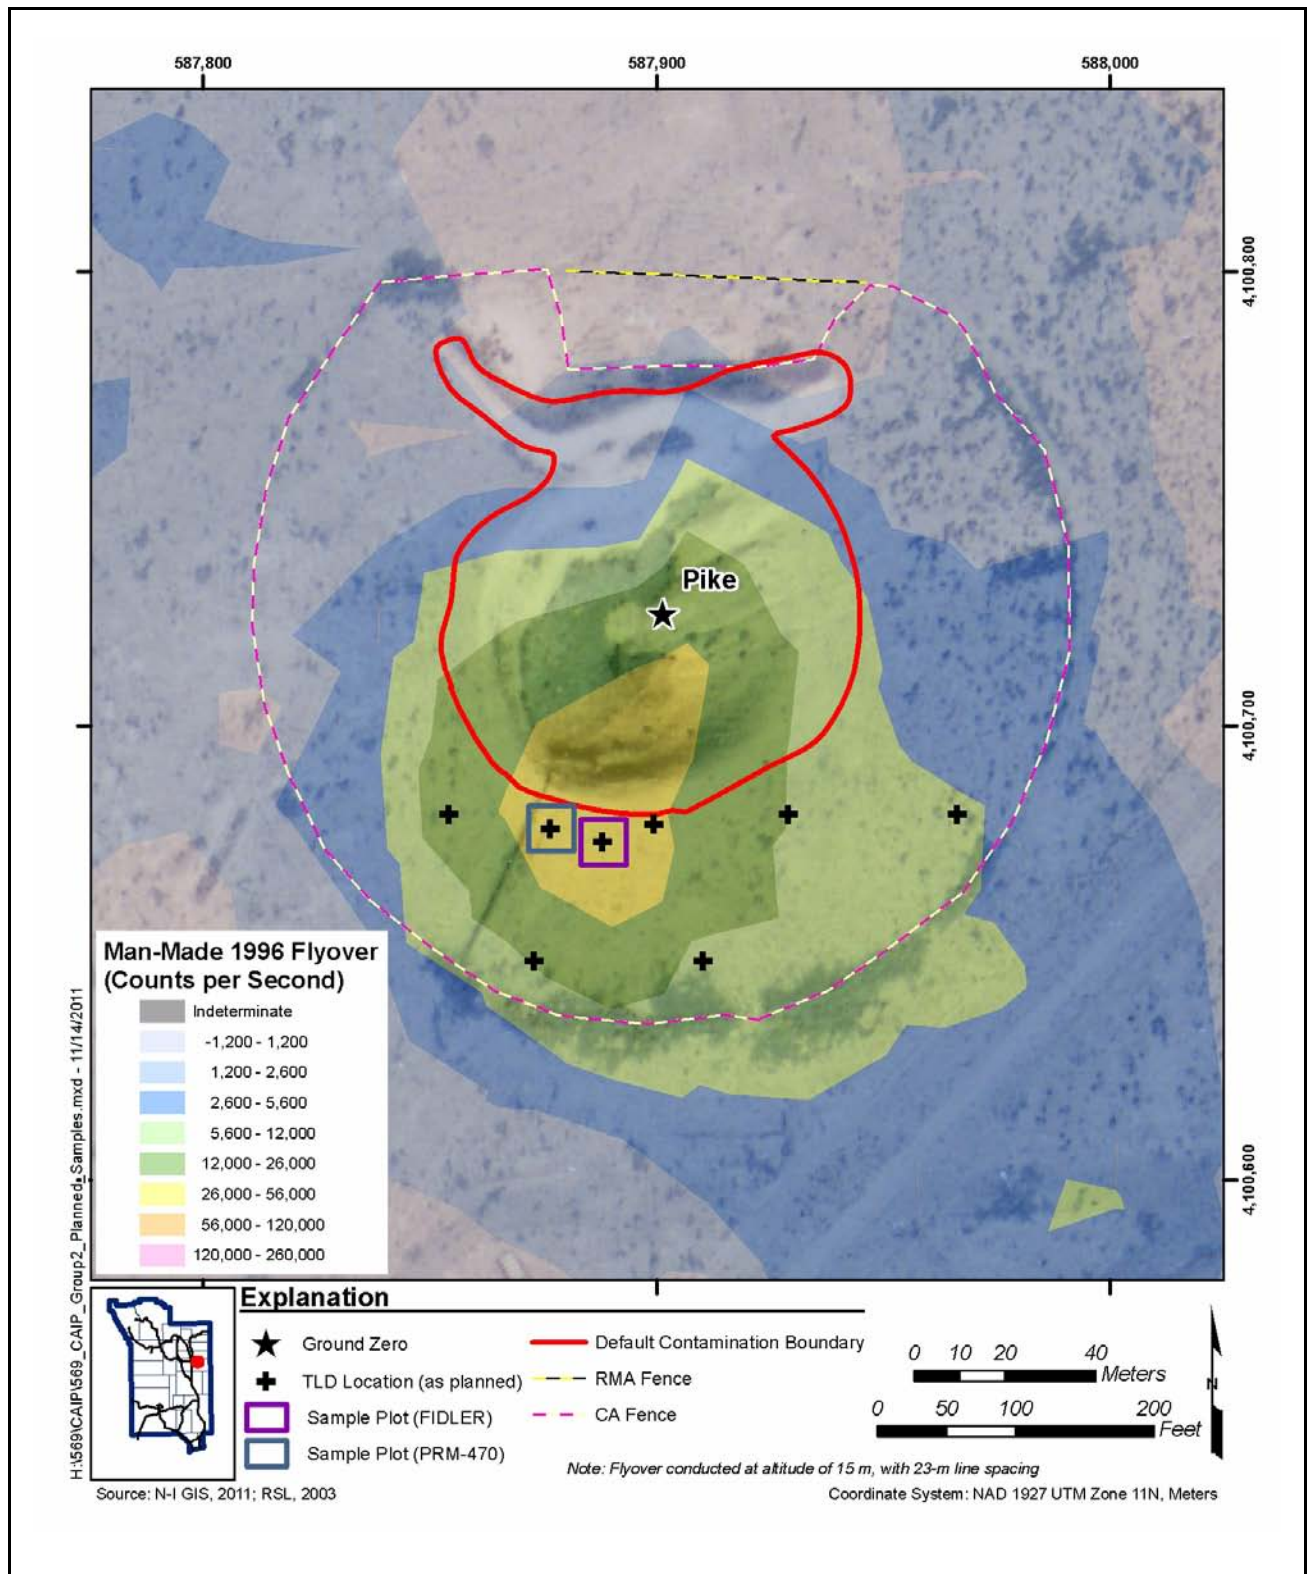 587,800
587,900
588,000
4,100,800
Pike
4,100,700
4,100,600
Man-Made 1996 Flyover
(Counts per Second)
Indeterminate
-1,200 - 1,200
1,200 - 2,600
2,600 - 5,600
5,600 - 12,000
12,000 - 26,000
26,000 - 56,000
56,000 - 120,000
120,000 - 260,000
H:\569\CAIP\569_CAIP_Group2_Planned_Samples.mxd - 11/14/2011
Explanation
Ground Zero
TLD Location (as planned)
Sample Plot (FIDLER)
Sample Plot (PRM-470)
Default Contamination Boundary
RMA Fence
CA Fence
0 10 20 40
Meters
0 50 100 200
Feet
N
Note: Flyover conducted at altitude of 15 m, with 23-m line spacing
Source: N-I GIS, 2011; RSL, 2003
Coordinate System: NAD 1927 UTM Zone 11N, Meters